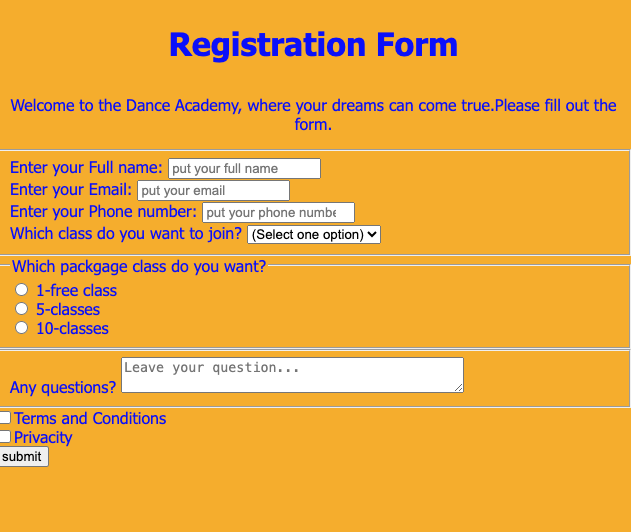 Registration Form
Welcome to the Dance Academy, where your dreams can come true.Please fill out the
form.
Enter your Full name: put your full name
Enter your Email: put your email
Enter your Phone number: put your phone numbe
Which class do you want to join? (Select one option)
Which packgage class do you want?
1-free class
5-classes
10-classes
Any questions? Leave your question...
Terms and Conditions
Privacity
submit